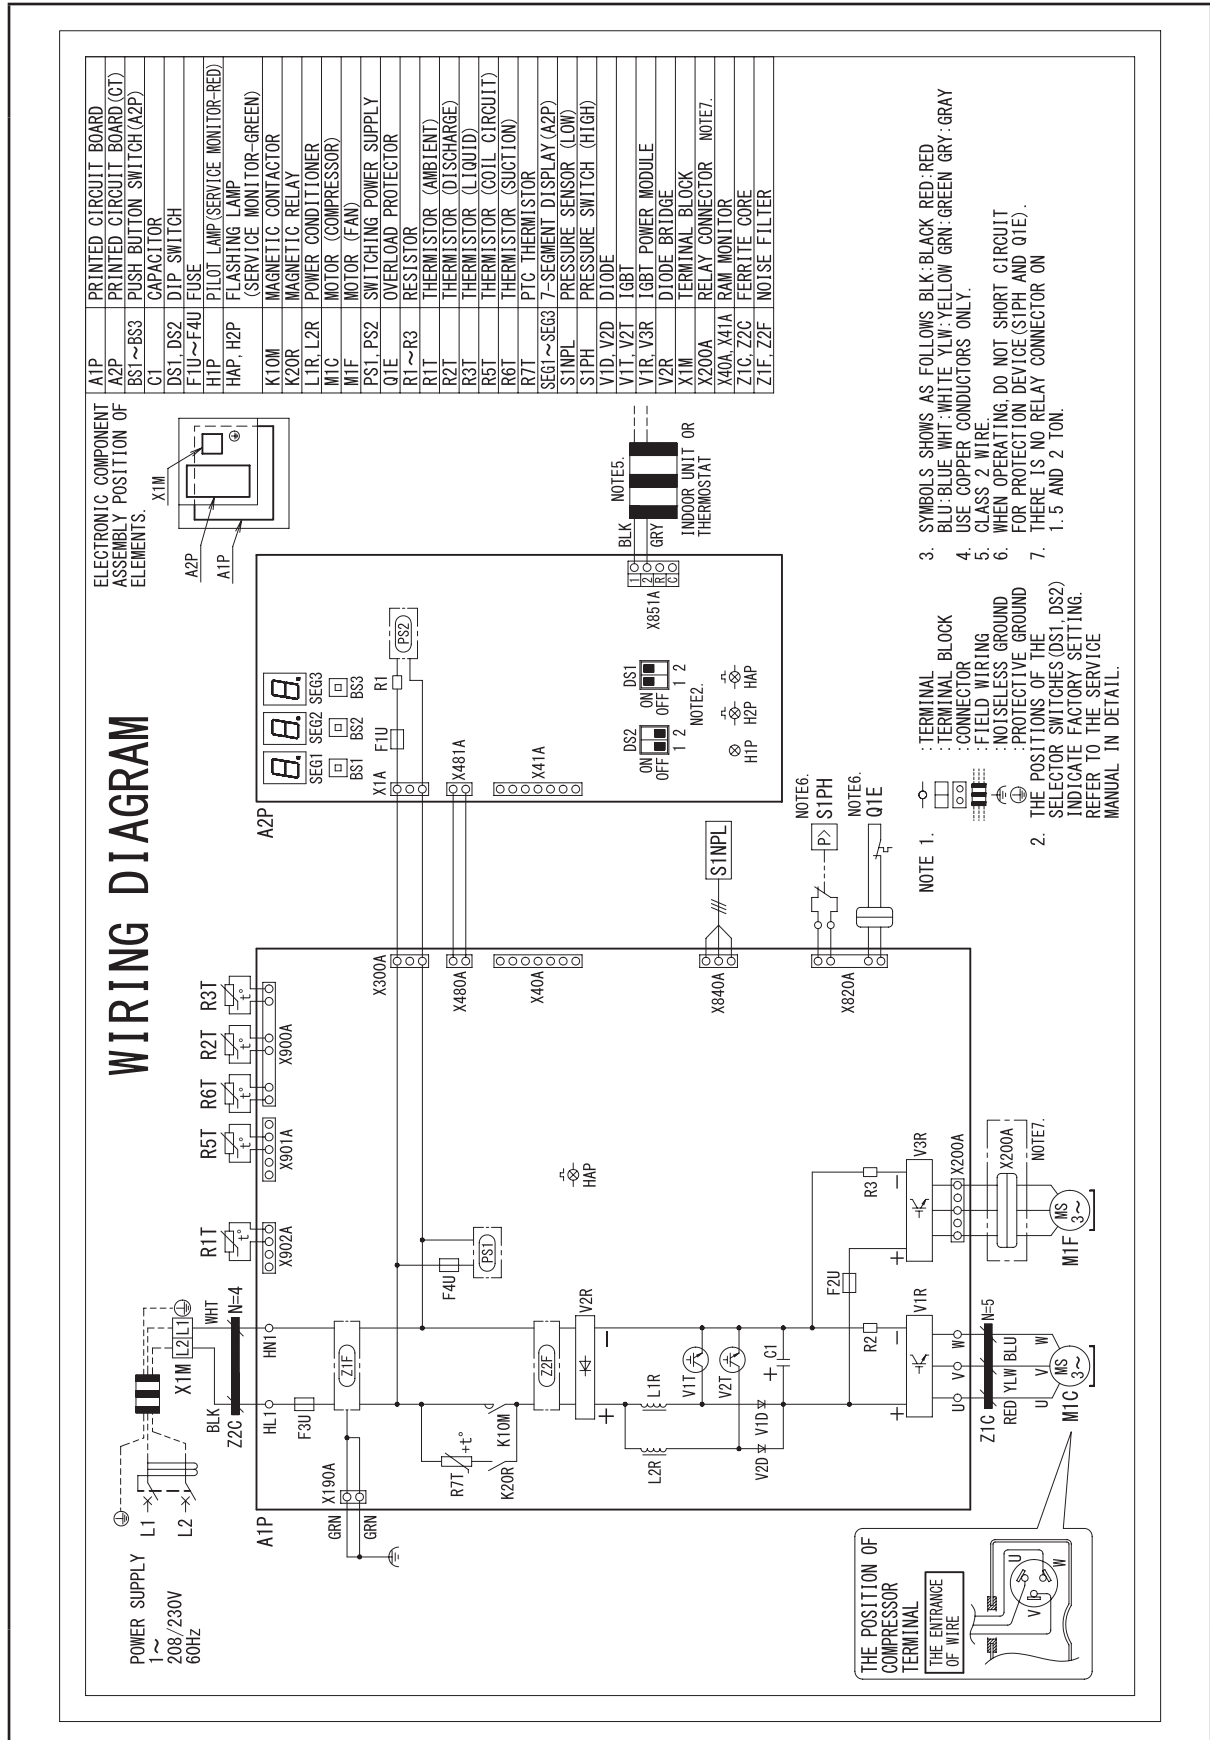 WIRING DIAGRAM
POWER SUPPLY
1~
208/230V
60Hz
L1
L2
X1M
L2 L1
BLK
WHT
Z2C
N=4
HL1
HN1
A1P
F3U
Z1F
X190A
GRN
GRN
R1T
t°
X902A
R5T
t°
X901A
R6T
t°
R2T
t°
R3T
t°
X900A
X300A
X480A
X40A
X840A
X820A
R7T
+t°
K10M
K20R
F4U
PS1
Z2F
V2R
+
-
L1R
L2R
V1T
V2T
V1D
V2D
+
C1
HAP
F2U
R2
R3
+
-
V1R
+
-
V3R
X200A
U V W
Z1C
N=5
RED YLW BLU
U V W
MS
3~
M1C
X200A
NOTE7.
MS
3~
M1F
THE POSITION OF
COMPRESSOR
TERMINAL
THE ENTRANCE
OF WIRE
U
V
W
A2P
SEG1 SEG2 SEG3
BS1 BS2 BS3
X1A
F1U
R1
PS2
X481A
X41A
DS2
ON
OFF
1 2
DS1
ON
OFF
1 2
NOTE2.
H1P H2P HAP
X851A
1
2
R
C
BLK
GRY
NOTE5.
INDOOR UNIT OR
THERMOSTAT
S1NPL
NOTE6.
S1PH
P>
NOTE6.
Q1E
ELECTRONIC COMPONENT
ASSEMBLY POSITION OF
ELEMENTS.
X1M
A2P
A1P
A1P PRINTED CIRCUIT BOARD
A2P PRINTED CIRCUIT BOARD(CT)
BS1~BS3 PUSH BUTTON SWITCH(A2P)
C1 CAPACITOR
DS1, DS2 DIP SWITCH
F1U~F4U FUSE
H1P PILOT LAMP(SERVICE MONITOR-RED)
HAP, H2P FLASHING LAMP
(SERVICE MONITOR-GREEN)
K10M MAGNETIC CONTACTOR
K20R MAGNETIC RELAY
L1R, L2R POWER CONDITIONER
M1C MOTOR (COMPRESSOR)
M1F MOTOR (FAN)
PS1, PS2 SWITCHING POWER SUPPLY
Q1E OVERLOAD PROTECTOR
R1~R3 RESISTOR
R1T THERMISTOR (AMBIENT)
R2T THERMISTOR (DISCHARGE)
R3T THERMISTOR (LIQUID)
R5T THERMISTOR (COIL CIRCUIT)
R6T THERMISTOR (SUCTION)
R7T PTC THERMISTOR
SEG1~SEG3 7-SEGMENT DISPLAY(A2P)
S1NPL PRESSURE SENSOR (LOW)
S1PH PRESSURE SWITCH (HIGH)
V1D, V2D DIODE
V1T, V2T IGBT
V1R, V3R IGBT POWER MODULE
V2R DIODE BRIDGE
X1M TERMINAL BLOCK
X200A RELAY CONNECTOR NOTE7.
X40A, X41A RAM MONITOR
Z1C, Z2C FERRITE CORE
Z1F, Z2F NOISE FILTER
NOTE 1. :TERMINAL
:TERMINAL BLOCK
:CONNECTOR
:FIELD WIRING
:NOISELESS GROUND
:PROTECTIVE GROUND
2. THE POSITIONS OF THE
SELECTOR SWITCHES(DS1, DS2)
INDICATE FACTORY SETTING.
REFER TO THE SERVICE
MANUAL IN DETAIL.
3. SYMBOLS SHOWS AS FOLLOWS BLK:BLACK RED:RED
BLU:BLUE WHT:WHITE YLW:YELLOW GRN:GREEN GRY:GRAY
4. USE COPPER CONDUCTORS ONLY.
5. CLASS 2 WIRE.
6. WHEN OPERATING, DO NOT SHORT CIRCUIT
FOR PROTECTION DEVICE(S1PH AND Q1E).
7. THERE IS NO RELAY CONNECTOR ON
1.5 AND 2 TON.